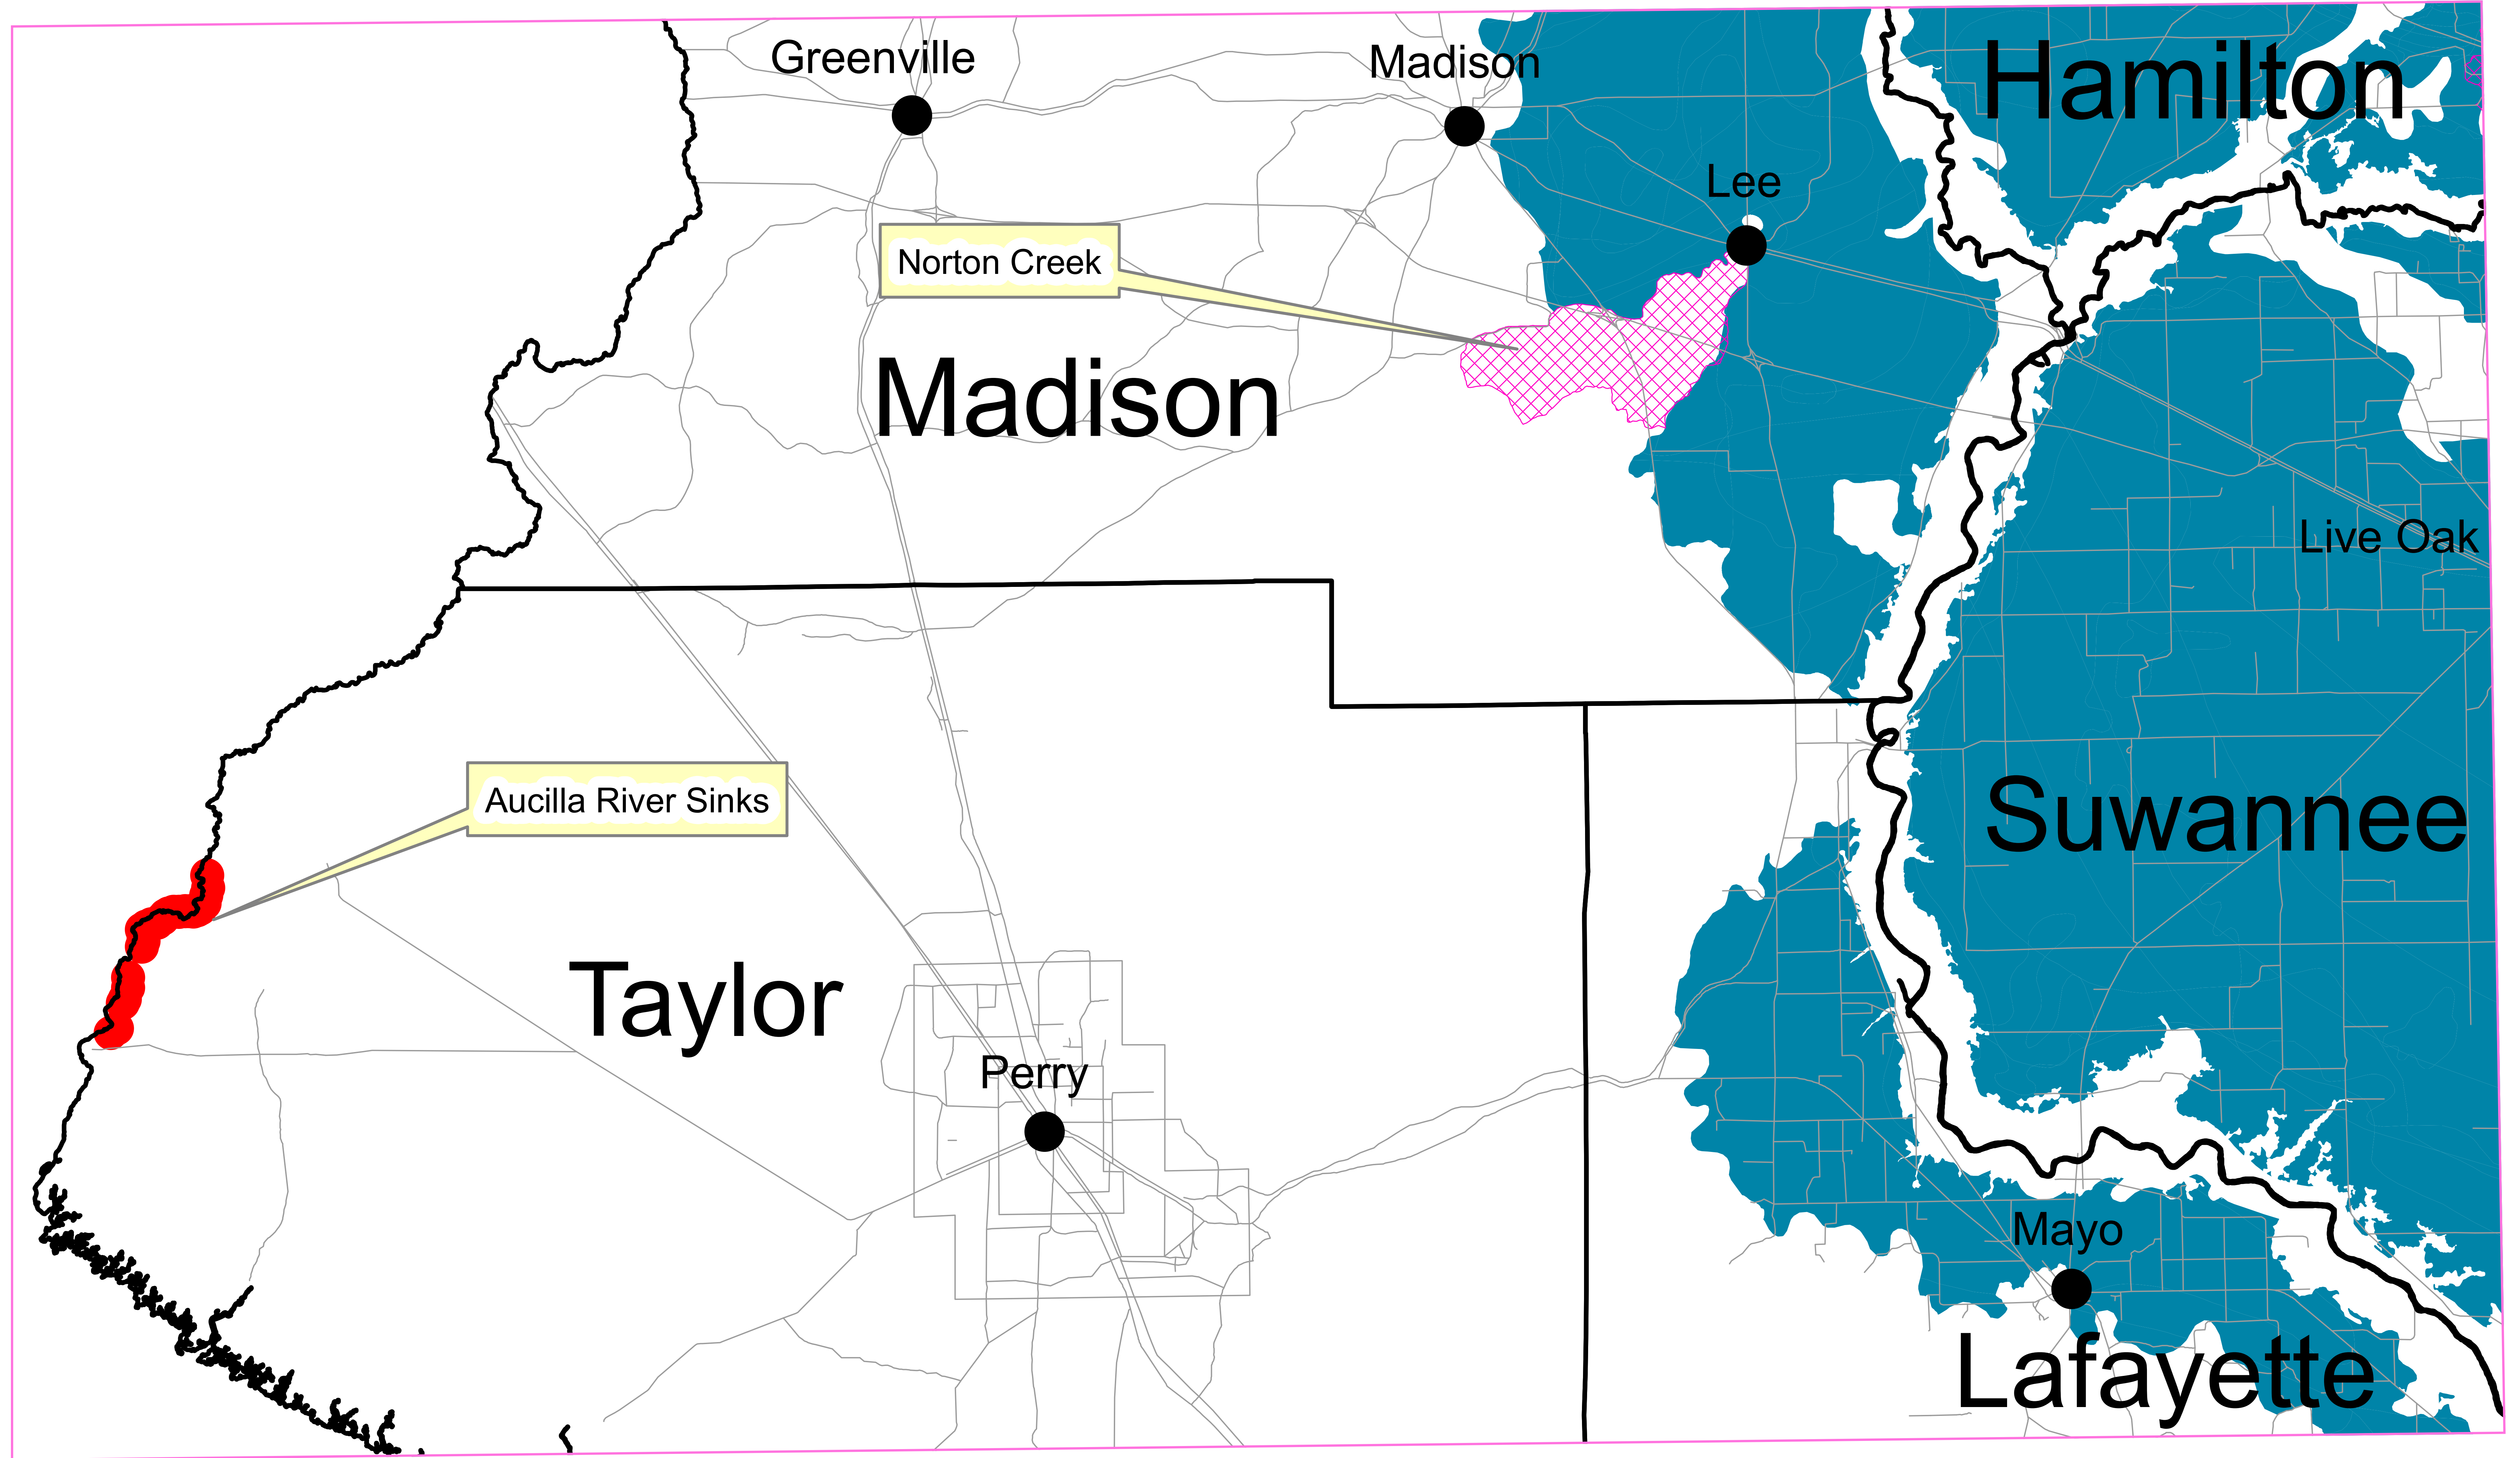 Greenville
Madison
Hamilton
Lee
Norton Creek
Madison
Live Oak
Aucilla River Sinks
Suwannee
Taylor
Perry
Mayo
Lafayette